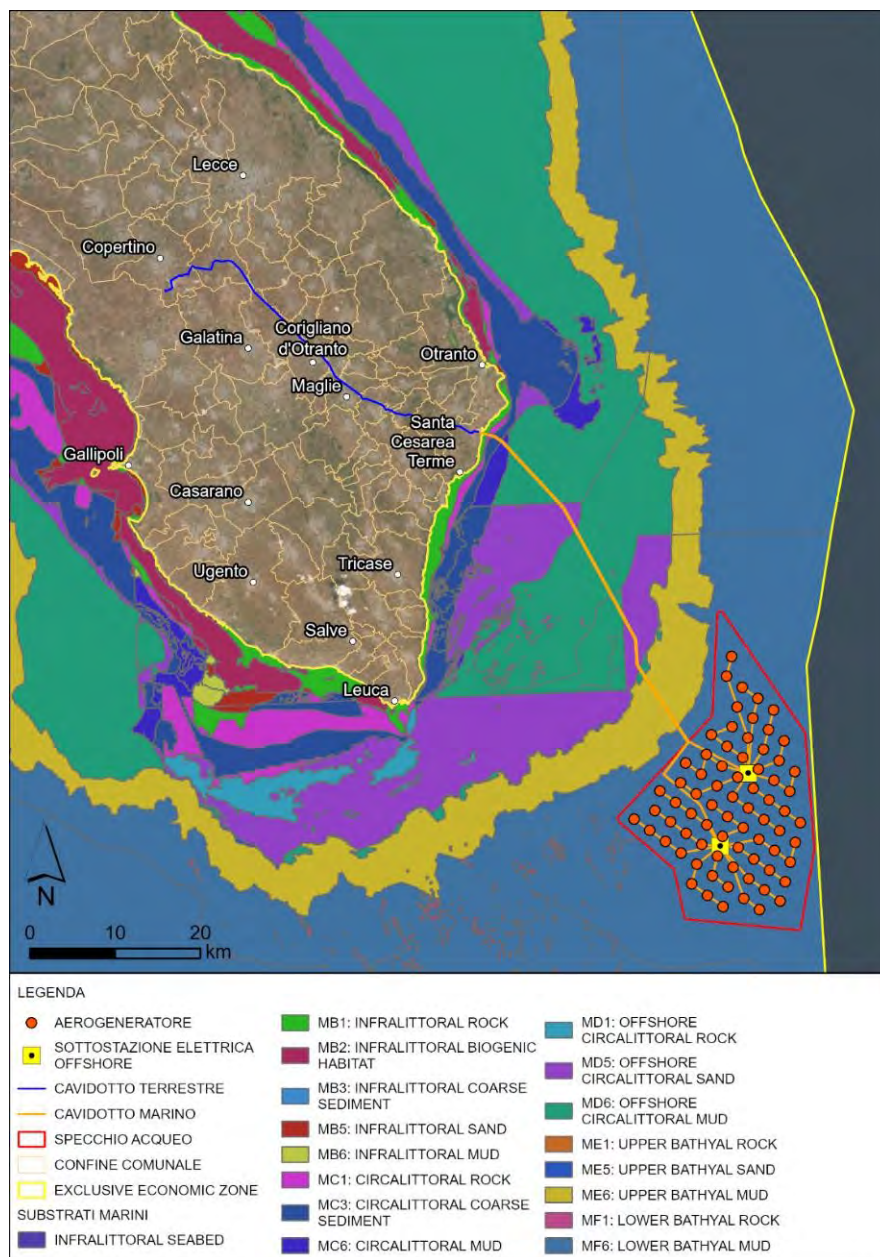 Lecce
Copertino
Galatina
Corigliano
d'Otranto
Otranto
Maglie
Santa
Cesarea
Terme
Gallipoli
Casarano
Ugento
Tricase
Salve
Leuca
N
0 10 20
km
LEGENDA
AEROGENERATORE
SOTTOSTAZIONE ELETTRICA
OFFSHORE
CAVIDOTTO TERRESTRE
CAVIDOTTO MARINO
SPECCHIO ACQUEO
CONFINE COMUNALE
EXCLUSIVE ECONOMIC ZONE
SUBSTRATI MARINI
INFRALITTORAL SEABED
MB1: INFRALITTORAL ROCK
MB2: INFRALITTORAL BIOGENIC
HABITAT
MB3: INFRALITTORAL COARSE
SEDIMENT
MB5: INFRALITTORAL SAND
MB6: INFRALITTORAL MUD
MC1: CIRCALITTORAL ROCK
MC3: CIRCALITTORAL COARSE
SEDIMENT
MC6: CIRCALITTORAL MUD
MD1: OFFSHORE
CIRCALITTORAL ROCK
MD5: OFFSHORE
CIRCALITTORAL SAND
MD6: OFFSHORE
CIRCALITTORAL MUD
ME1: UPPER BATHYAL ROCK
ME5: UPPER BATHYAL SAND
ME6: UPPER BATHYAL MUD
MF1: LOWER BATHYAL ROCK
MF6: LOWER BATHYAL MUD